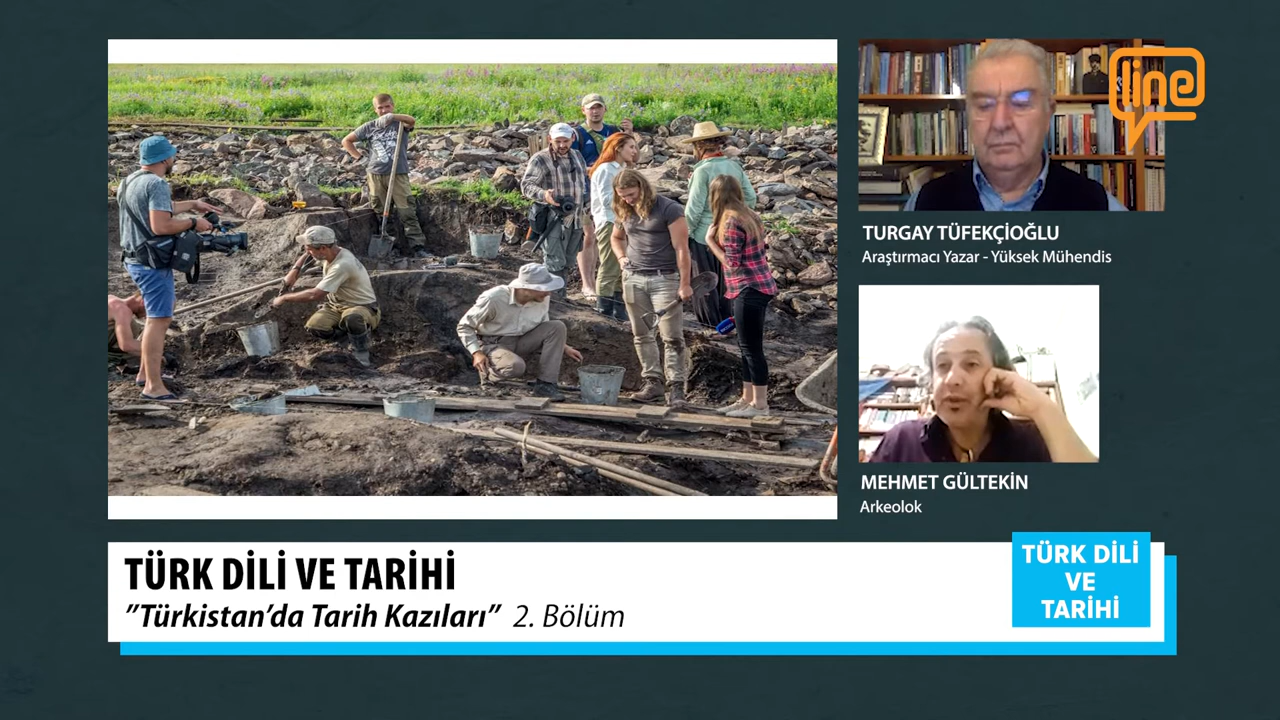 line
TURGAY TÜFEKÇİOĞLU
Araştırmacı Yazar - Yüksek Mühendis
MEHMET GÜLTEKİN
Arkeolok
TÜRK DİLİ VE TARİHİ
”Türkistan’da Tarih Kazıları” 2. Bölüm
TÜRK DİLİ
VE
TARİHİ